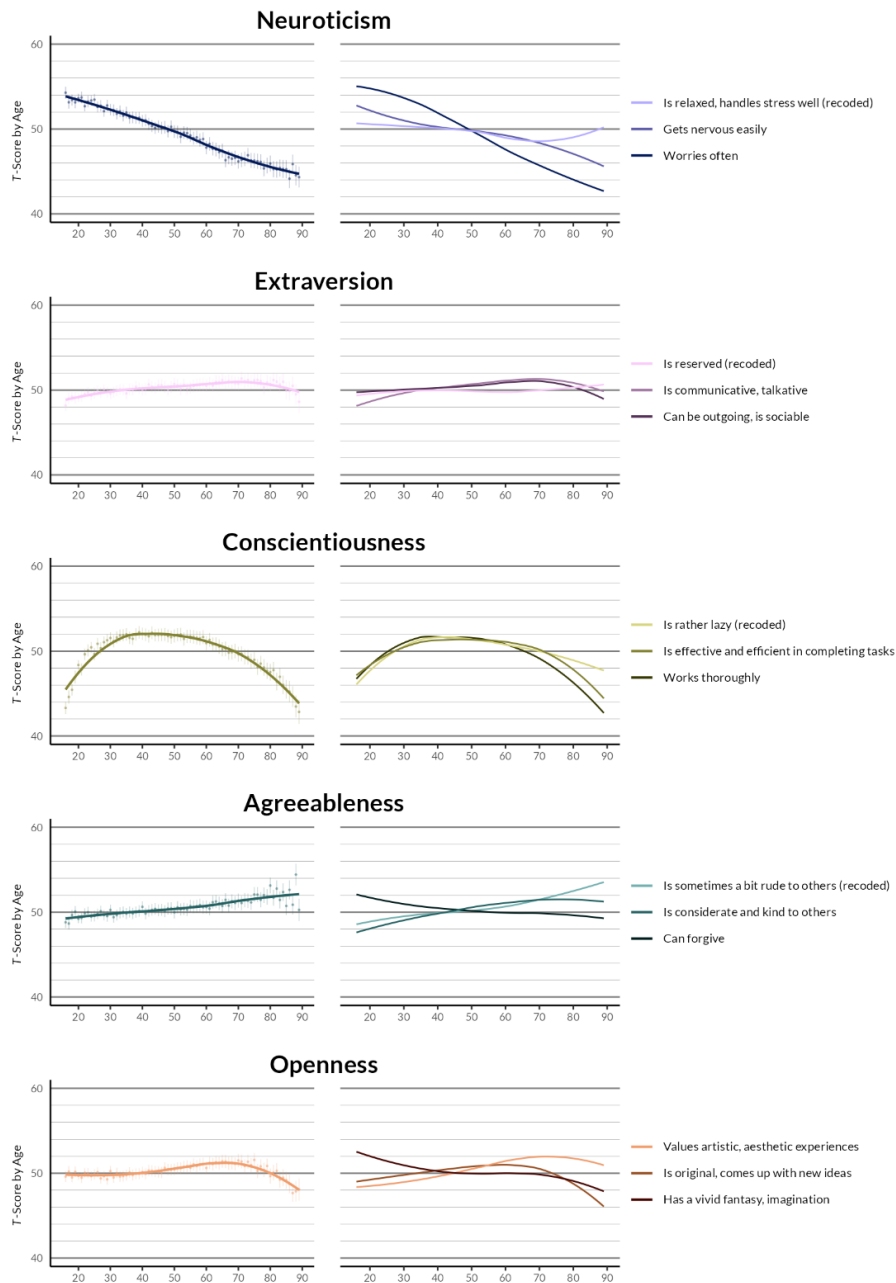 Neuroticism
60
50
40
T-Score by Age
20 30 40 50 60 70 80 90
20 30 40 50 60 70 80 90
Is relaxed, handles stress well (recoded)
Gets nervous easily
Worries often
Extraversion
60
50
40
T-Score by Age
20 30 40 50 60 70 80 90
20 30 40 50 60 70 80 90
Is reserved (recoded)
Is communicative, talkative
Can be outgoing, is sociable
Conscientiousness
60
50
40
T-Score by Age
20 30 40 50 60 70 80 90
20 30 40 50 60 70 80 90
Is rather lazy (recoded)
Is effective and efficient in completing tasks
Works thoroughly
Agreeableness
60
50
40
T-Score by Age
20 30 40 50 60 70 80 90
20 30 40 50 60 70 80 90
Is sometimes a bit rude to others (recoded)
Is considerate and kind to others
Can forgive
Openness
60
50
40
T-Score by Age
20 30 40 50 60 70 80 90
20 30 40 50 60 70 80 90
Values artistic, aesthetic experiences
Is original, comes up with new ideas
Has a vivid fantasy, imagination